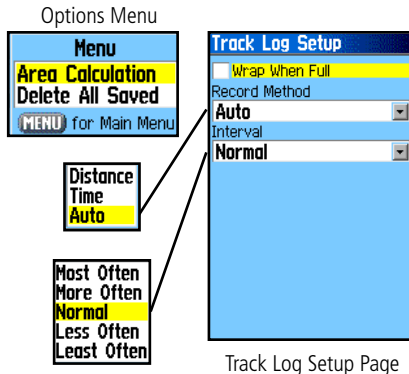 Options Menu
Menu
Area Calculation
Delete All Saved
MENU for Main Menu
Distance
Time
Auto
Most Often
More Often
Normal
Less Often
Least Often
Track Log Setup
Wrap When Full
Record Method
Auto
Interval
Normal
Track Log Setup Page